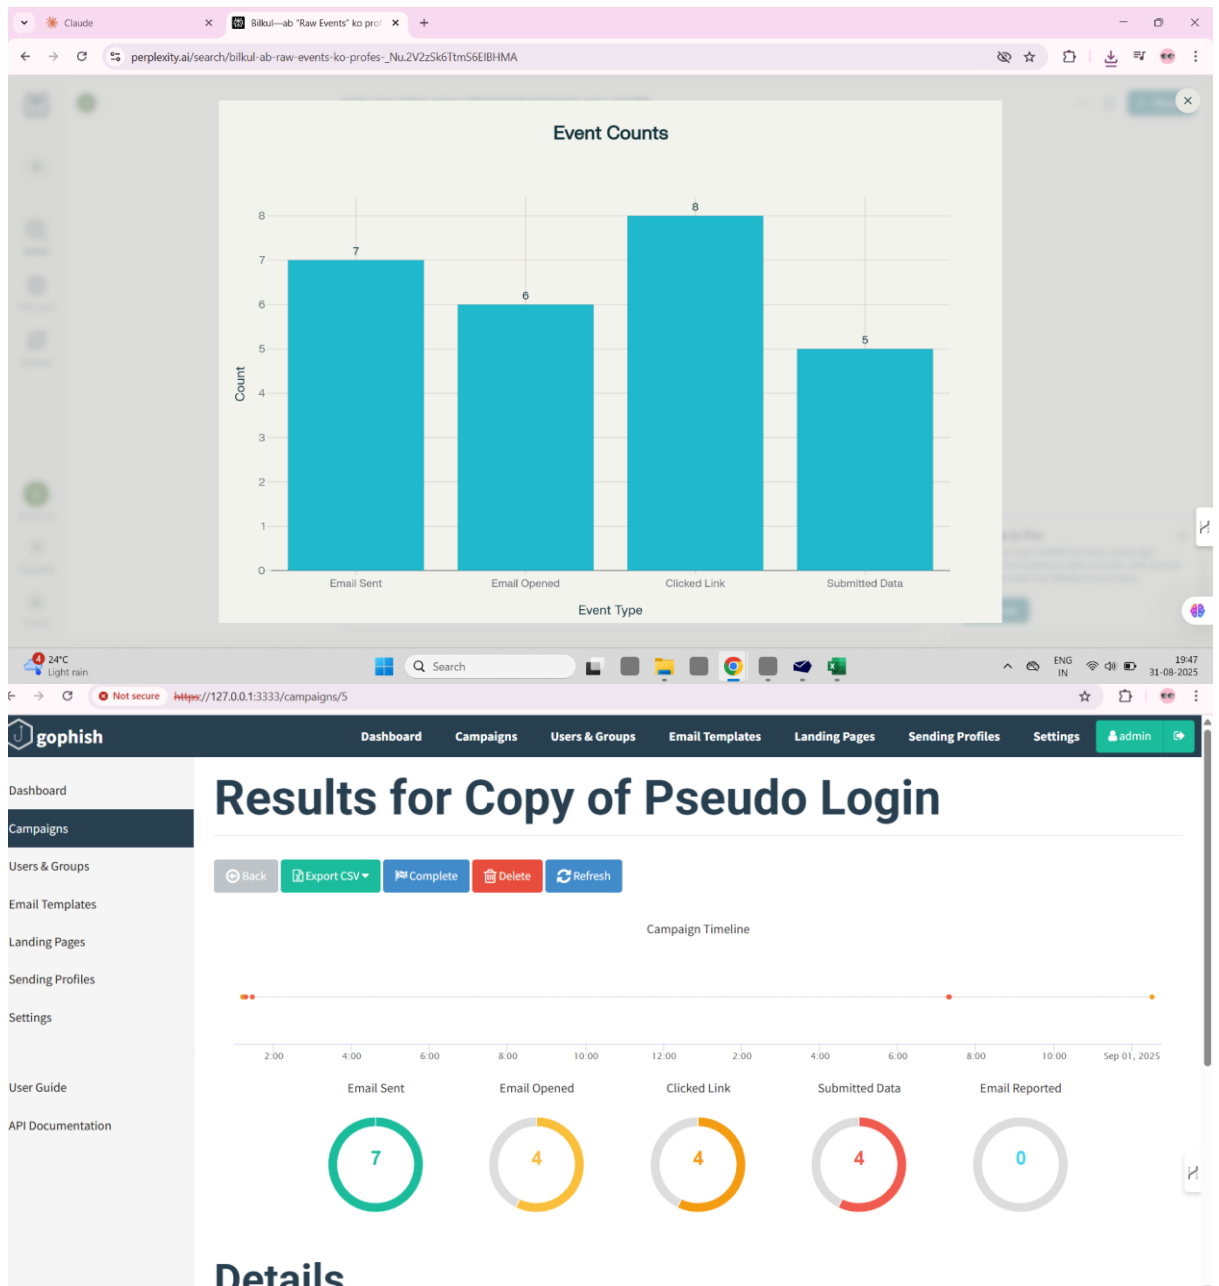 Claude
Bilkul—ab "Raw Events" ko prof
perplexity.ai/search/bilkul-ab-raw-events-ko-profes-_Nu.2V2zSk6TtmS6EIBHMA
Event Counts
8
7
6
5
4
3
2
1
0
Count
7
6
8
5
Email Sent
Email Opened
Clicked Link
Submitted Data
Event Type
4
24°C
Light rain
Search
ENG
IN
19:47
31-08-2025
Not secure https://127.0.0.1:3333/campaigns/5
gophish
Dashboard Campaigns Users & Groups Email Templates Landing Pages Sending Profiles Settings admin
Dashboard
Campaigns
Users & Groups
Email Templates
Landing Pages
Sending Profiles
Settings
User Guide
API Documentation
Results for Copy of Pseudo Login
Back Export CSV Complete Delete Refresh
Campaign Timeline
2:00 4:00 6:00 8:00 10:00 12:00 2:00 4:00 6:00 8:00 10:00 Sep 01, 2025
Email Sent Email Opened Clicked Link Submitted Data Email Reported
7 4 4 4 0
Details